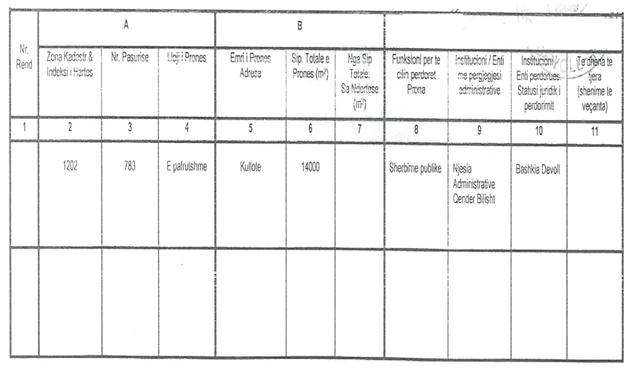 A
B
Nr.
Rend
Zona Kadastr &
Indeksi i Hartes
Nr. Pasurise
Lloji i Prones
Emri i Prones
Adresa
Sip. Totale e
Prones (m²)
Nga Sip
Totale:
Sa Ndertese
(m²)
Funksioni per te
cilin perdoret
Prona
Institucioni / Enti
me pergjegjesi
administrative
Institucioni
Enti perdorues
Statusi juridik i
perdorimit
Te dhena te
tjera
(shenime te
veçanta)
1 2 3 4 5 6 7 8 9 10 11
1202 783 E patrulshme Kullote 14000 Sherbime publike Njesia Bashkia Devoll
Administrative
Qender Bilisht